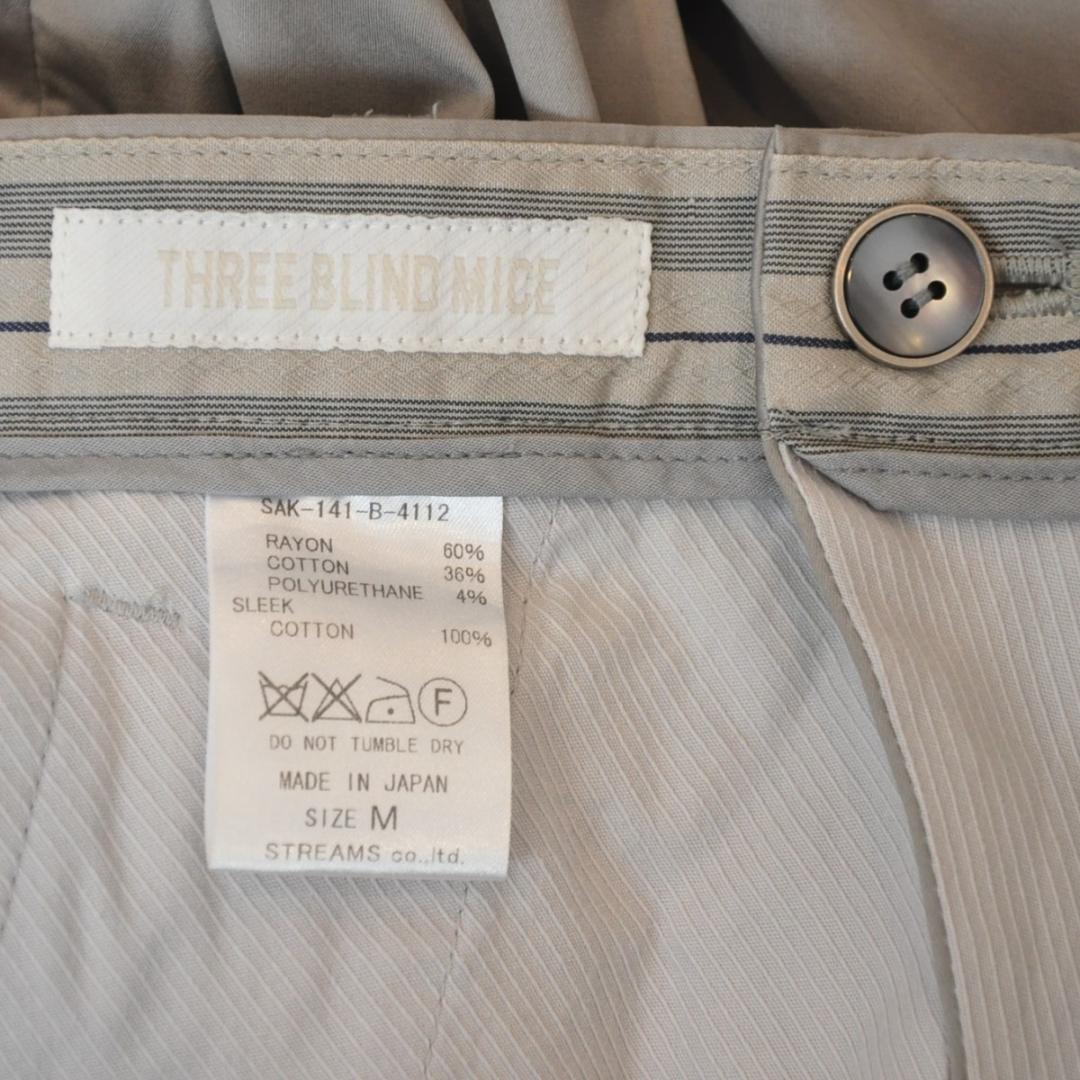 THREE BLIND MICE
SAK-141-B-4112
RAYON 60%
COTTON 36%
POLYURETHANE 4%
SLEEK
COTTON 100%
F
DO NOT TUMBLE DRY
MADE IN JAPAN
SIZE M
STREAMS co.,ltd.